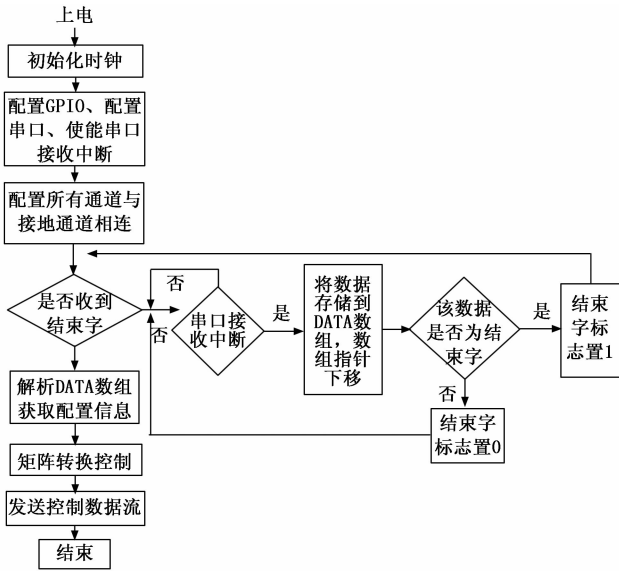 上电
初始化时钟
配置GPIO、配置
串口、使能串口
接收中断
配置所有通道与
接地通道相连
是否收到
结束字
否
否
串口接
收中断
是
将数据
存储到
DATA数
组，数
组指针
下移
该数据
是否为结
束字
是
结束
字标
志置1
否
结束字
标志置0
解析DATA数组
获取配置信息
矩阵转换控制
发送控制数据流
结束